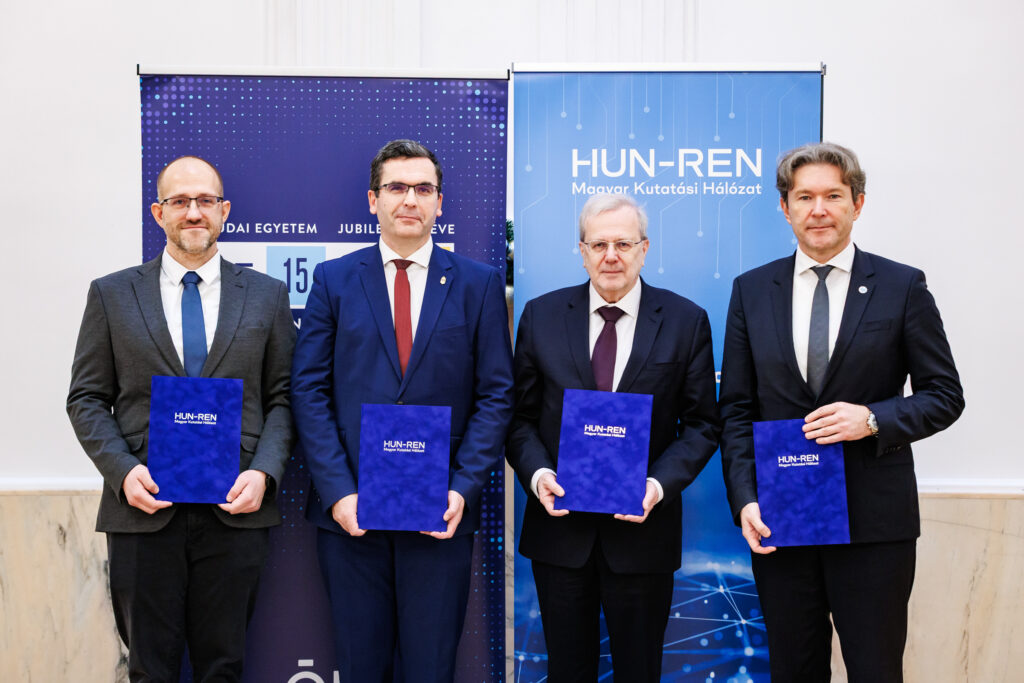 UDAI EGYETEM JUBILE ÉVE
15
HUN-REN
Magyar Kutatási Hálózat
HUN-REN
Magyar Kutatási Hálózat
HUN-REN
Magyar Kutatási Hálózat
HUN-REN
Magyar Kutatási Hálózat
HUN-REN
Magyar Kutatási Hálózat